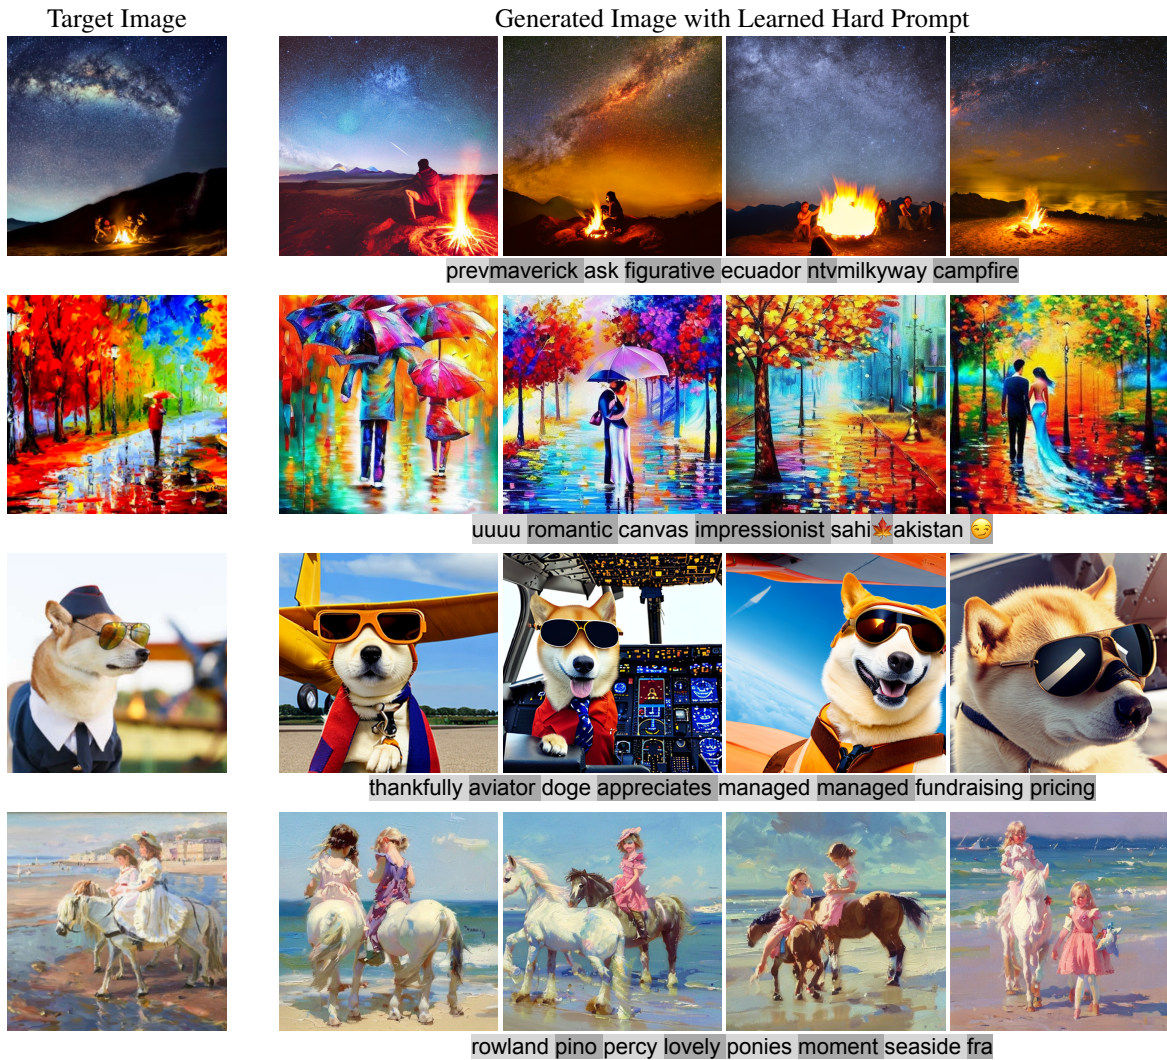 Target Image
Generated Image with Learned Hard Prompt
prevmaverick ask figurative ecuador ntvmilkyway campfire
uuuu romantic canvas impressionist sahi🍁akistan 😏
thankfully aviator doge appreciates managed managed fundraising pricing
rowland pino percy lovely ponies moment seaside fra